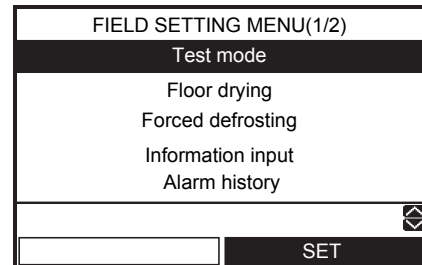 FIELD SETTING MENU(1/2)
Test mode
Floor drying
Forced defrosting
Information input
Alarm history
SET